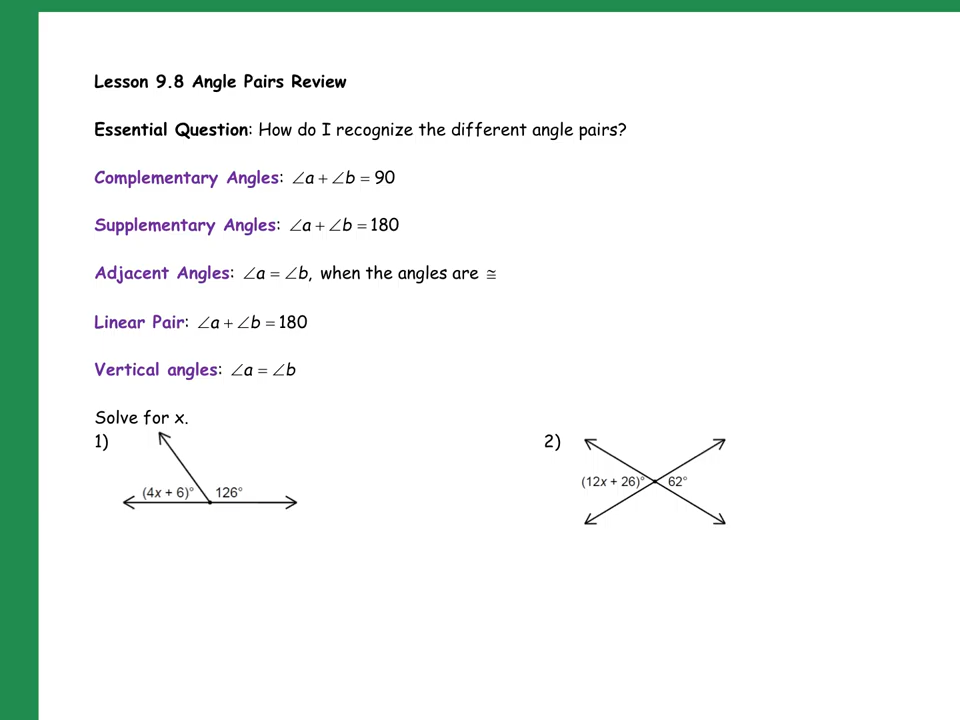 Lesson 9.8 Angle Pairs Review
Essential Question: How do I recognize the different angle pairs?
Complementary Angles: ∠a + ∠b = 90
Supplementary Angles: ∠a + ∠b = 180
Adjacent Angles: ∠a = ∠b, when the angles are ≅
Linear Pair: ∠a + ∠b = 180
Vertical angles: ∠a = ∠b
Solve for x.
1)
(4x + 6)° 126°
2)
(12x + 26)° 62°